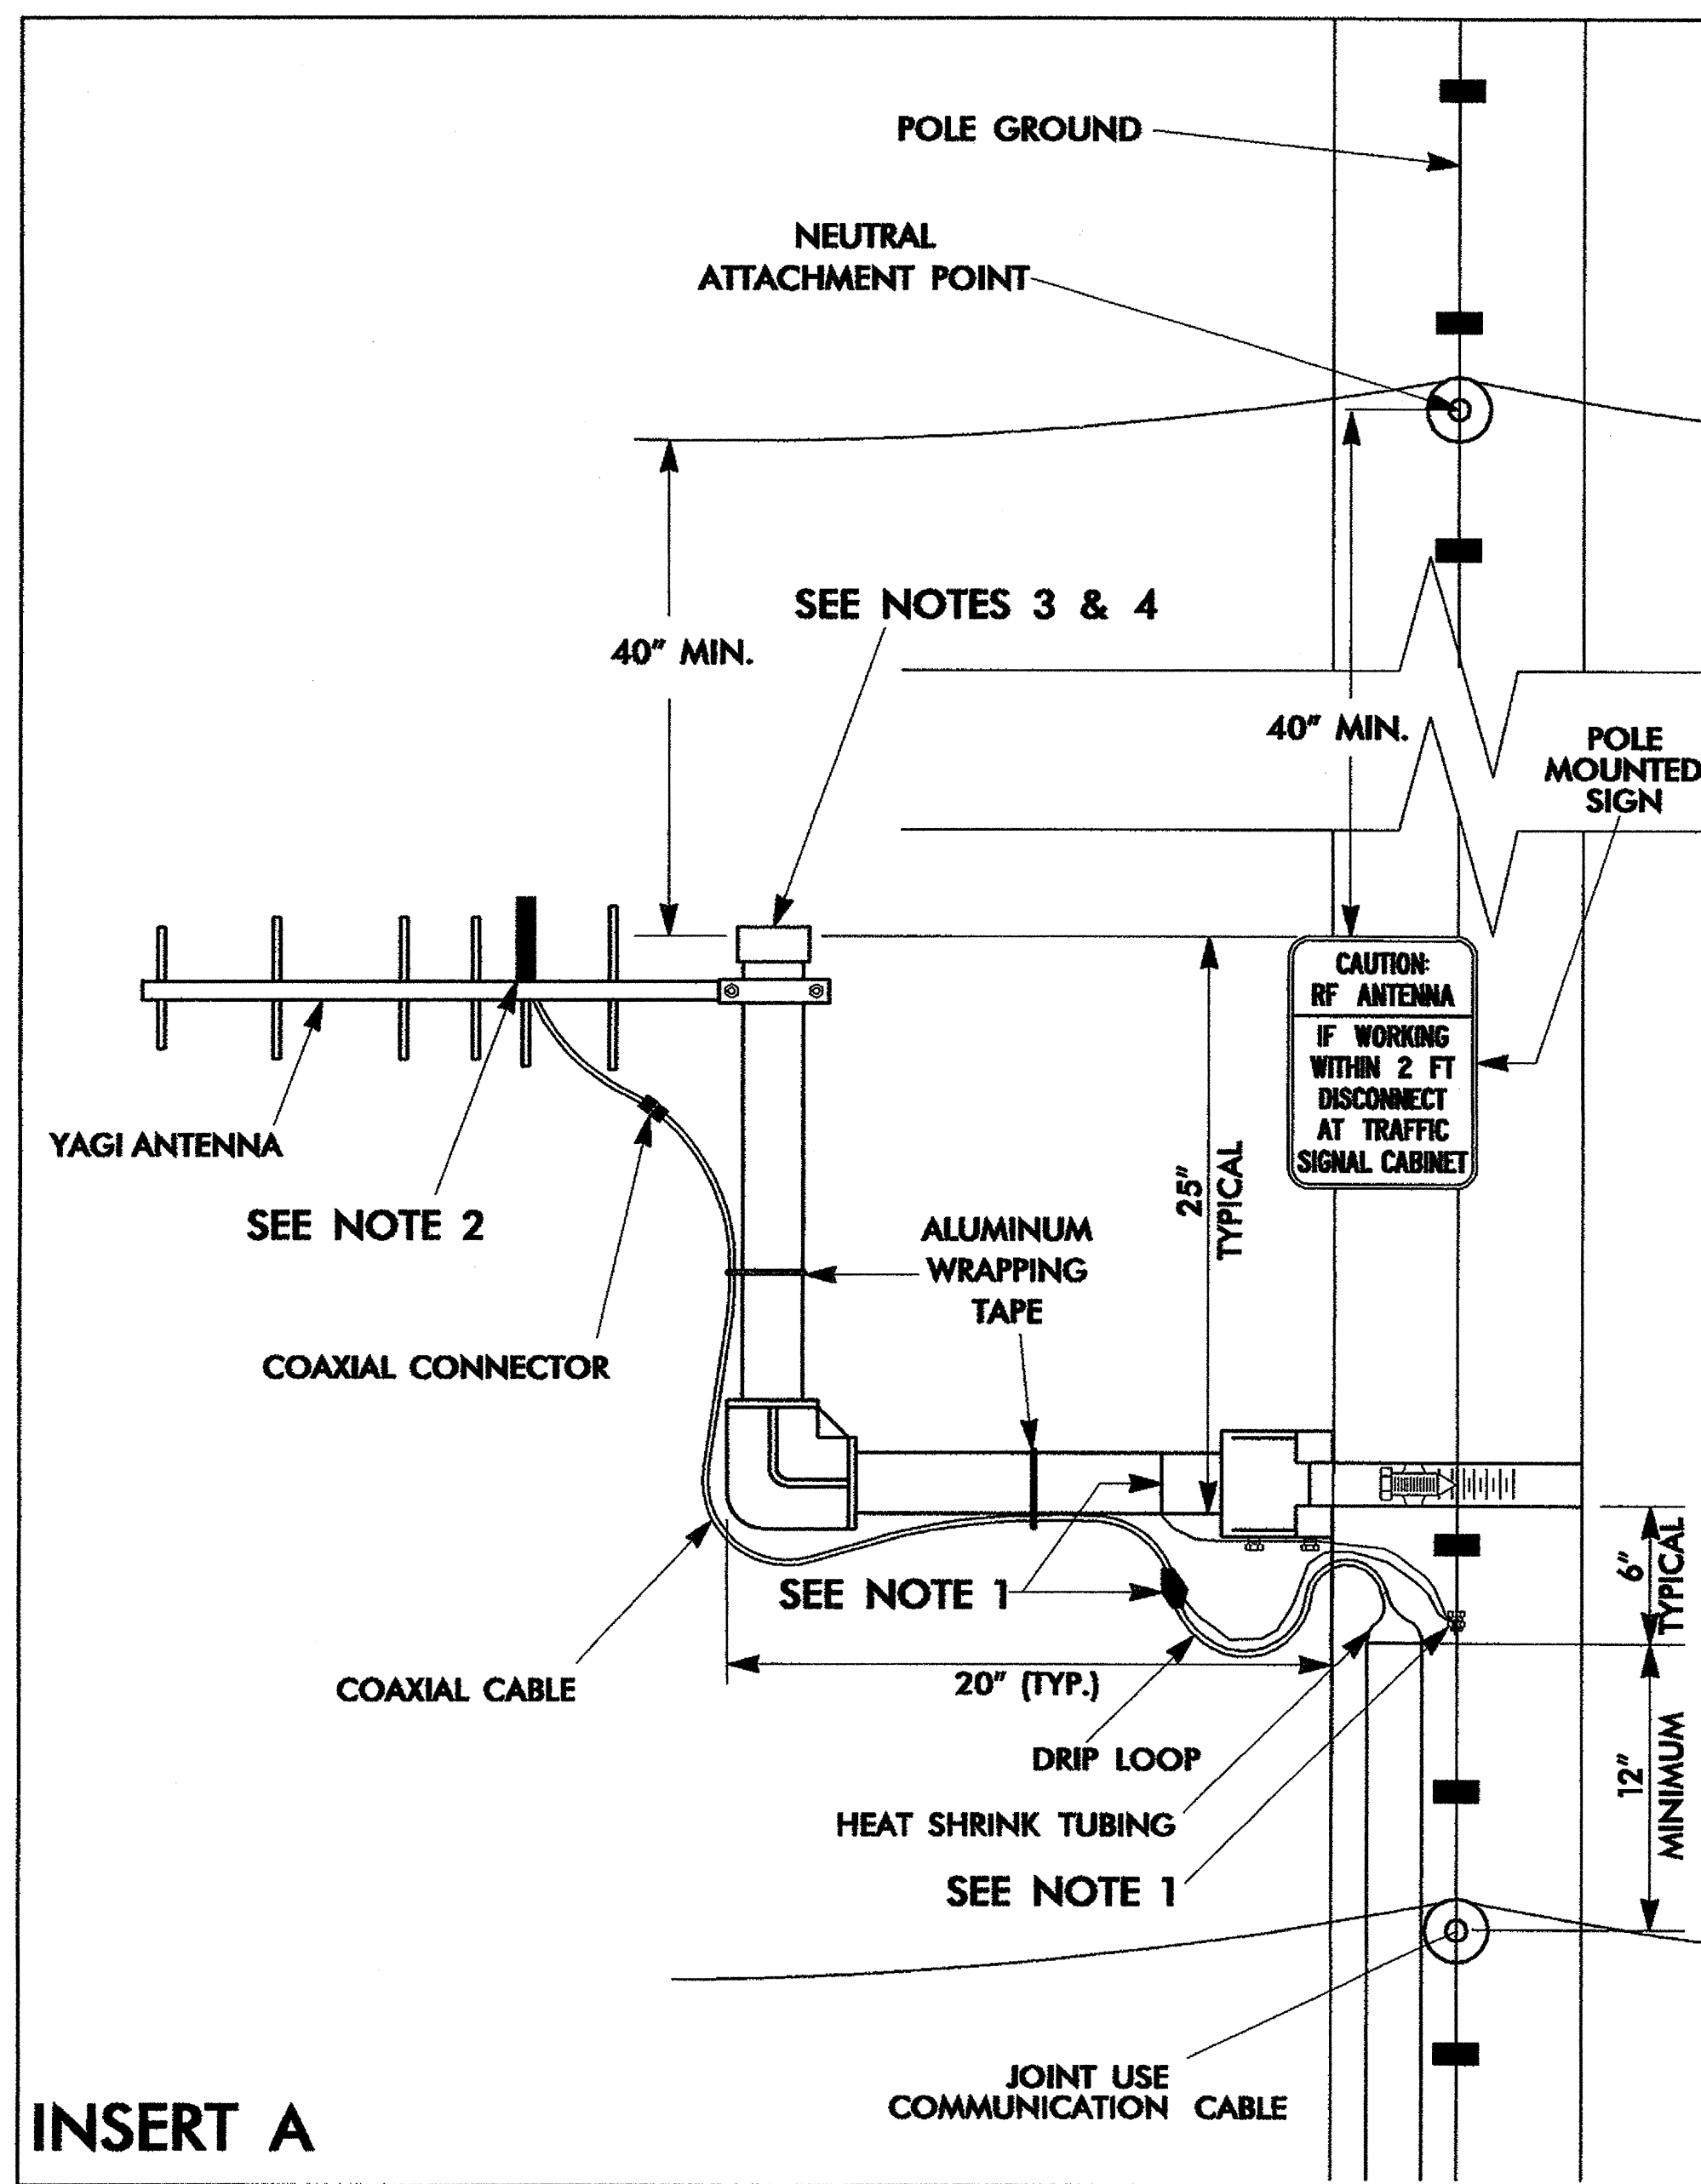 POLE GROUND
NEUTRAL
ATTACHMENT POINT
SEE NOTES 3 & 4
40" MIN.
40" MIN.
POLE
MOUNTED
SIGN
CAUTION:
RF ANTENNA
IF WORKING
WITHIN 2 FT
DISCONNECT
AT TRAFFIC
SIGNAL CABINET
YAGI ANTENNA
SEE NOTE 2
25"
TYPICAL
ALUMINUM
WRAPPING
TAPE
COAXIAL CONNECTOR
SEE NOTE 1
6"
TYPICAL
COAXIAL CABLE
20" (TYP.)
DRIP LOOP
12"
MINIMUM
HEAT SHRINK TUBING
SEE NOTE 1
JOINT USE
COMMUNICATION CABLE
INSERT A